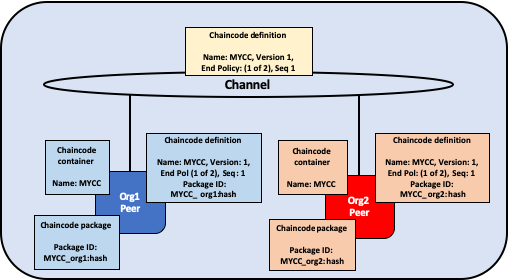 Chaincode definition
Name: MYCC, Version 1,
End Policy: (1 of 2), Seq 1
Channel
Chaincode
container
Name: MYCC
Chaincode definition
Name: MYCC, Version: 1,
End Pol (1 of 2), Seq : 1
Package ID:
MYCC_ org1:hash
Org1
Peer
Chaincode package
Package ID:
MYCC_org1:hash
Chaincode
container
Name: MYCC
Chaincode definition
Name: MYCC, Version: 1,
End Pol: (1 of 2), Seq : 1
Package ID:
MYCC_ org2:hash
Org2
Peer
Chaincode package
Package ID:
MYCC_org2:hash